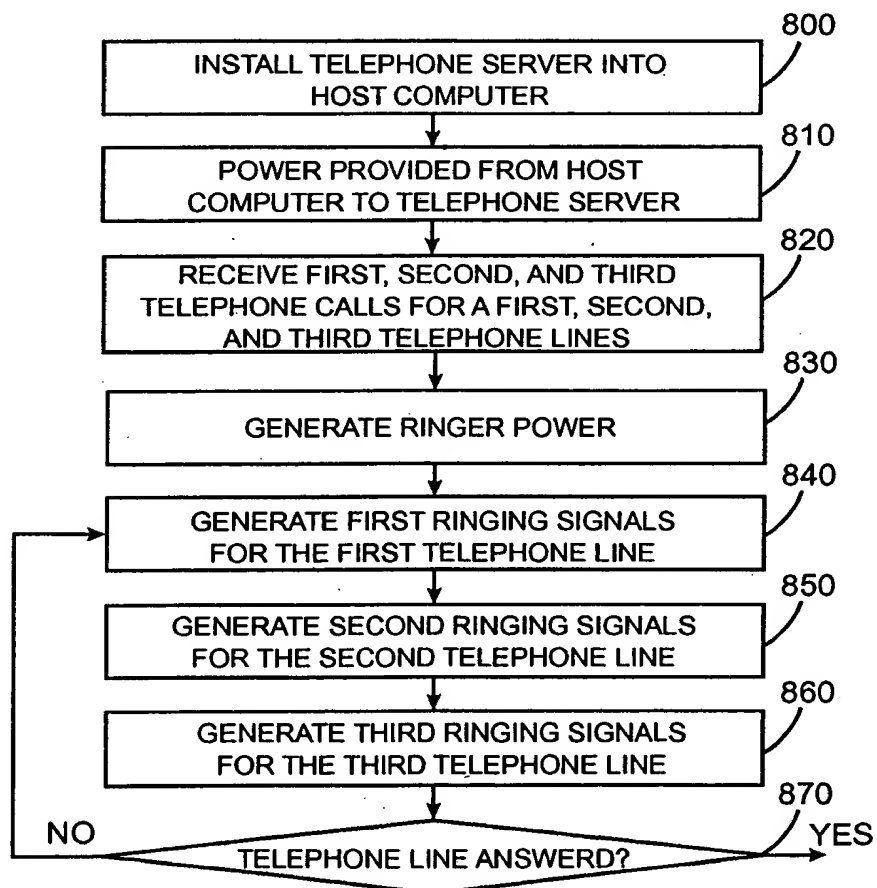 800
INSTALL TELEPHONE SERVER INTO
HOST COMPUTER
810
POWER PROVIDED FROM HOST
COMPUTER TO TELEPHONE SERVER
820
RECEIVE FIRST, SECOND, AND THIRD
TELEPHONE CALLS FOR A FIRST, SECOND,
AND THIRD TELEPHONE LINES
830
GENERATE RINGER POWER
840
GENERATE FIRST RINGING SIGNALS
FOR THE FIRST TELEPHONE LINE
850
GENERATE SECOND RINGING SIGNALS
FOR THE SECOND TELEPHONE LINE
860
GENERATE THIRD RINGING SIGNALS
FOR THE THIRD TELEPHONE LINE
870
NO
YES
TELEPHONE LINE ANSWERD?